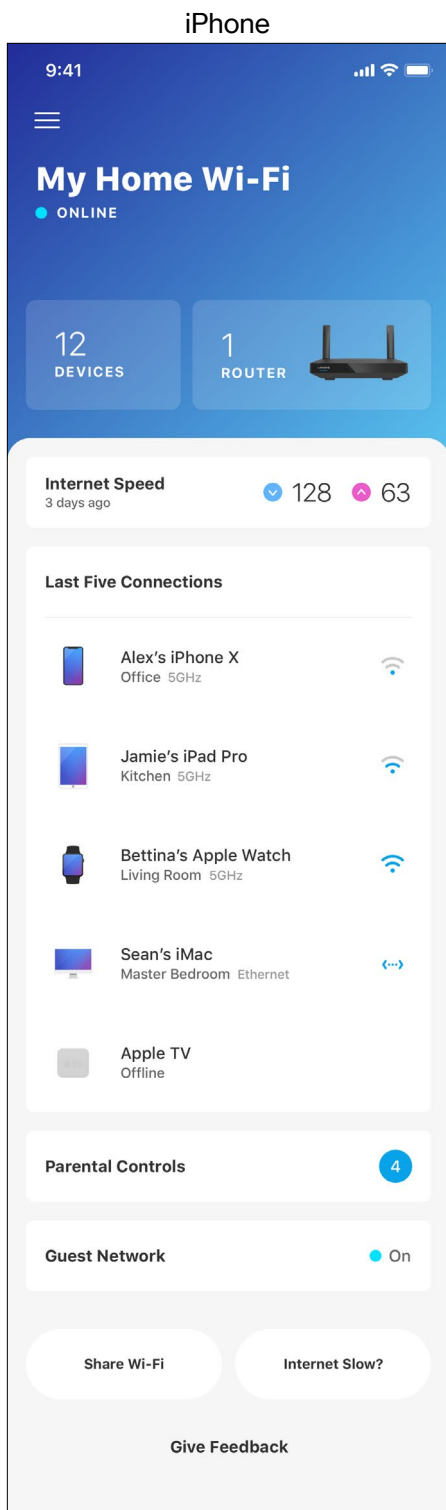 iPhone
9:41
My Home Wi-Fi
ONLINE
12
DEVICES
1
ROUTER
Internet Speed
3 days ago
128
63
Last Five Connections
Alex’s iPhone X
Office 5GHz
Jamie’s iPad Pro
Kitchen 5GHz
Bettina’s Apple Watch
Living Room 5GHz
Sean’s iMac
Master Bedroom Ethernet
Apple TV
Offline
Parental Controls
4
Guest Network
On
Share Wi-Fi
Internet Slow?
Give Feedback